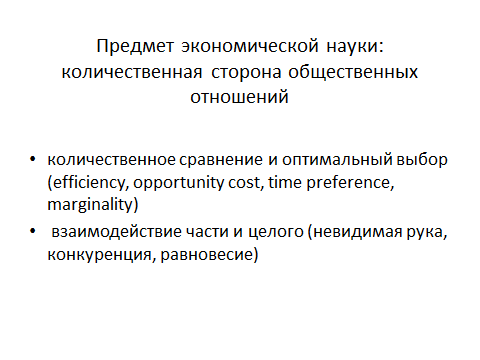 Предмет экономической науки:
количественная сторона общественных
отношений
• количественное сравнение и оптимальный выбор
(efficiency, opportunity cost, time preference,
marginality)
• взаимодействие части и целого (невидимая рука,
конкуренция, равновесие)